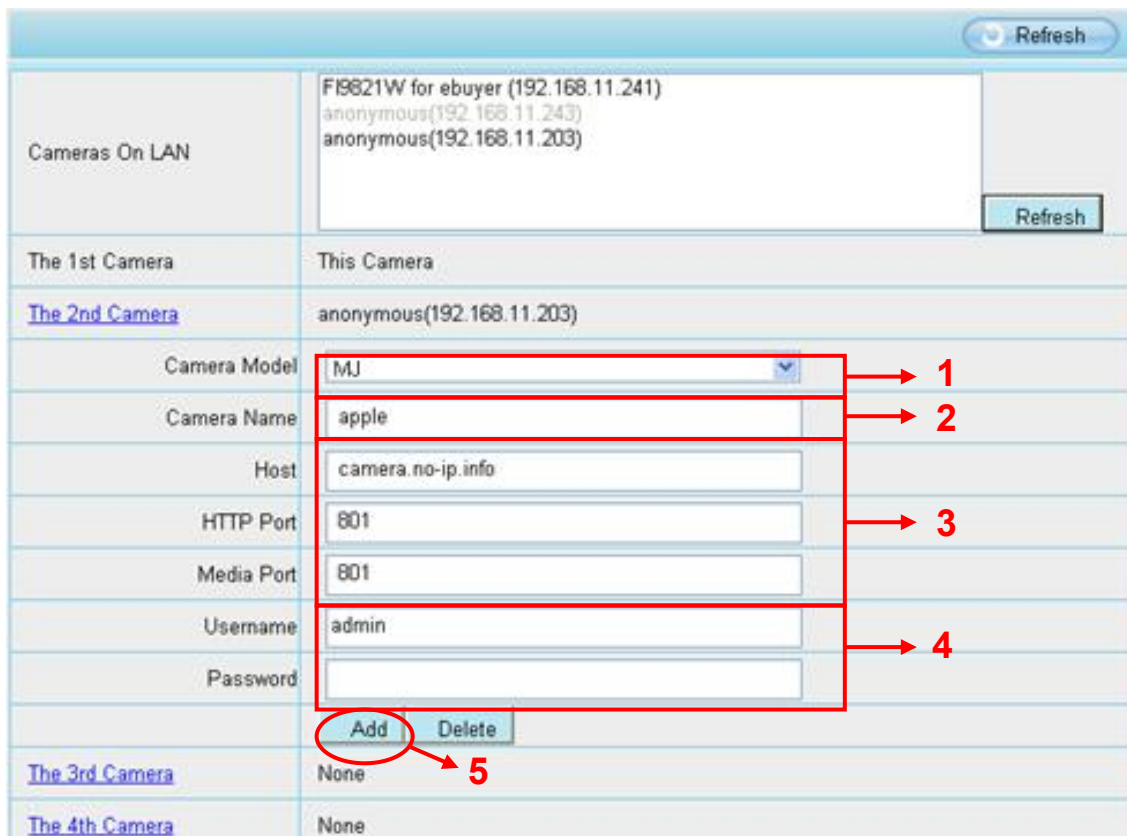 Refresh
Cameras On LAN
FI9821W for ebuyer (192.168.11.241)
anonymous(192.168.11.243)
anonymous(192.168.11.203)
Refresh
The 1st Camera This Camera
The 2nd Camera anonymous(192.168.11.203)
Camera Model MJ 1
Camera Name apple 2
Host camera.no-ip.info
HTTP Port 801 3
Media Port 801
Username admin
4
Password
Add Delete
5
The 3rd Camera None
The 4th Camera None